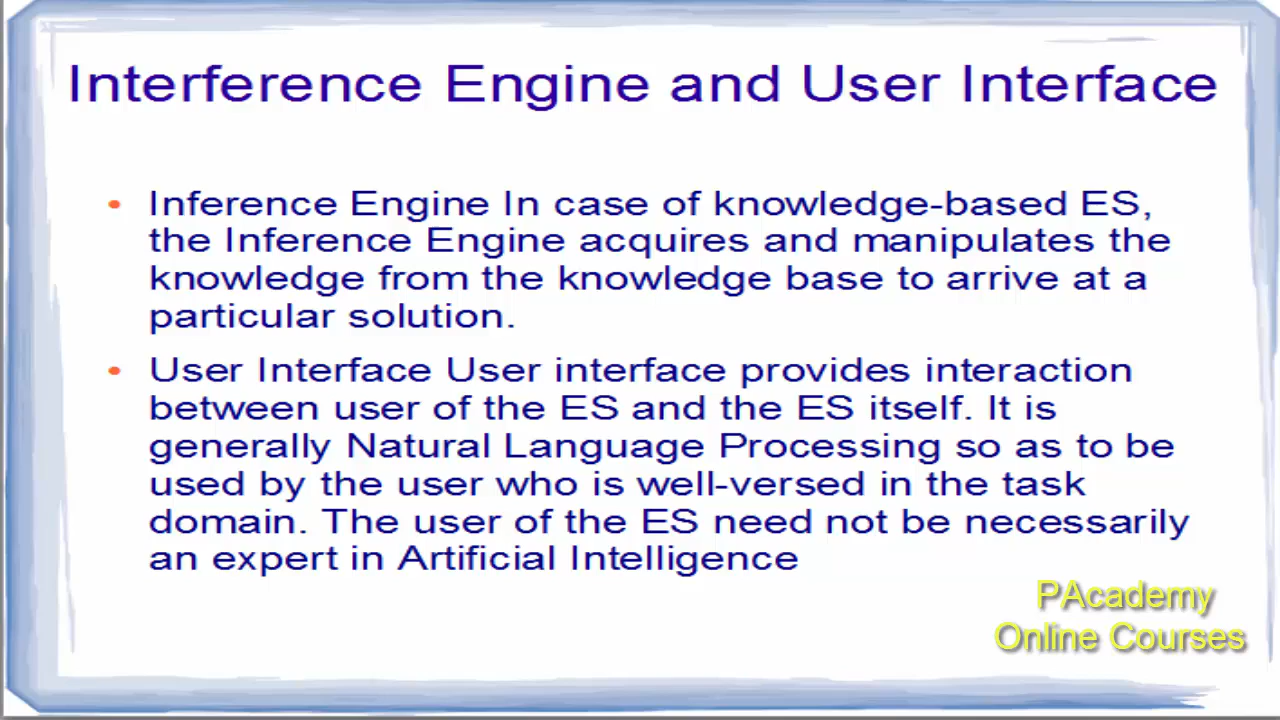 Interference Engine and User Interface
• Inference Engine In case of knowledge-based ES,
the Inference Engine acquires and manipulates the
knowledge from the knowledge base to arrive at a
particular solution.
• User Interface User interface provides interaction
between user of the ES and the ES itself. It is
generally Natural Language Processing so as to be
used by the user who is well-versed in the task
domain. The user of the ES need not be necessarily
an expert in Artificial Intelligence
PAcademy
Online Courses